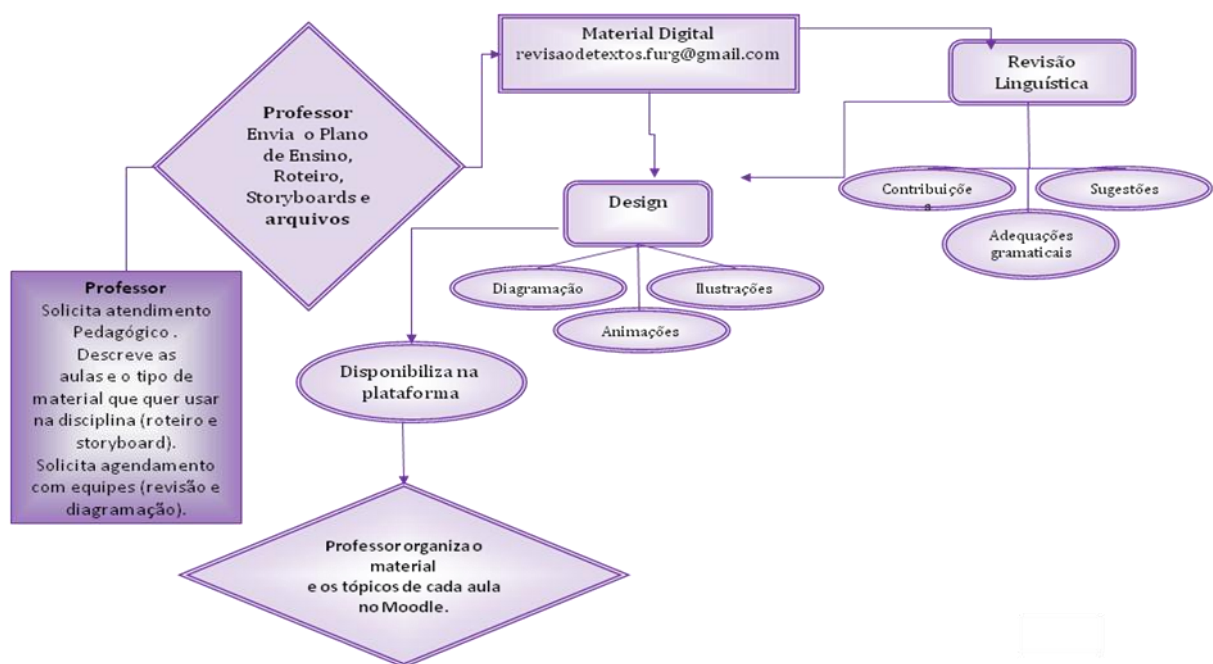 Professor
Solicita atendimento
Pedagógico .
Descreve as
aulas e o tipo de
material que quer usar
na disciplina (roteiro e
storyboard).
Solicita agendamento
com equipes (revisão e
diagramação).
Professor
Envia o Plano
de Ensino,
Roteiro,
Storyboards e
arquivos
Material Digital
revisaodetextos.furg@gmail.com
Revisão
Linguística
Contribuiçõe
s
Sugestões
Adequações
gramaticais
Design
Diagramação
Ilustrações
Animações
Disponibiliza na
plataforma
Professor organiza o
material
e os tópicos de cada aula
no Moodle.